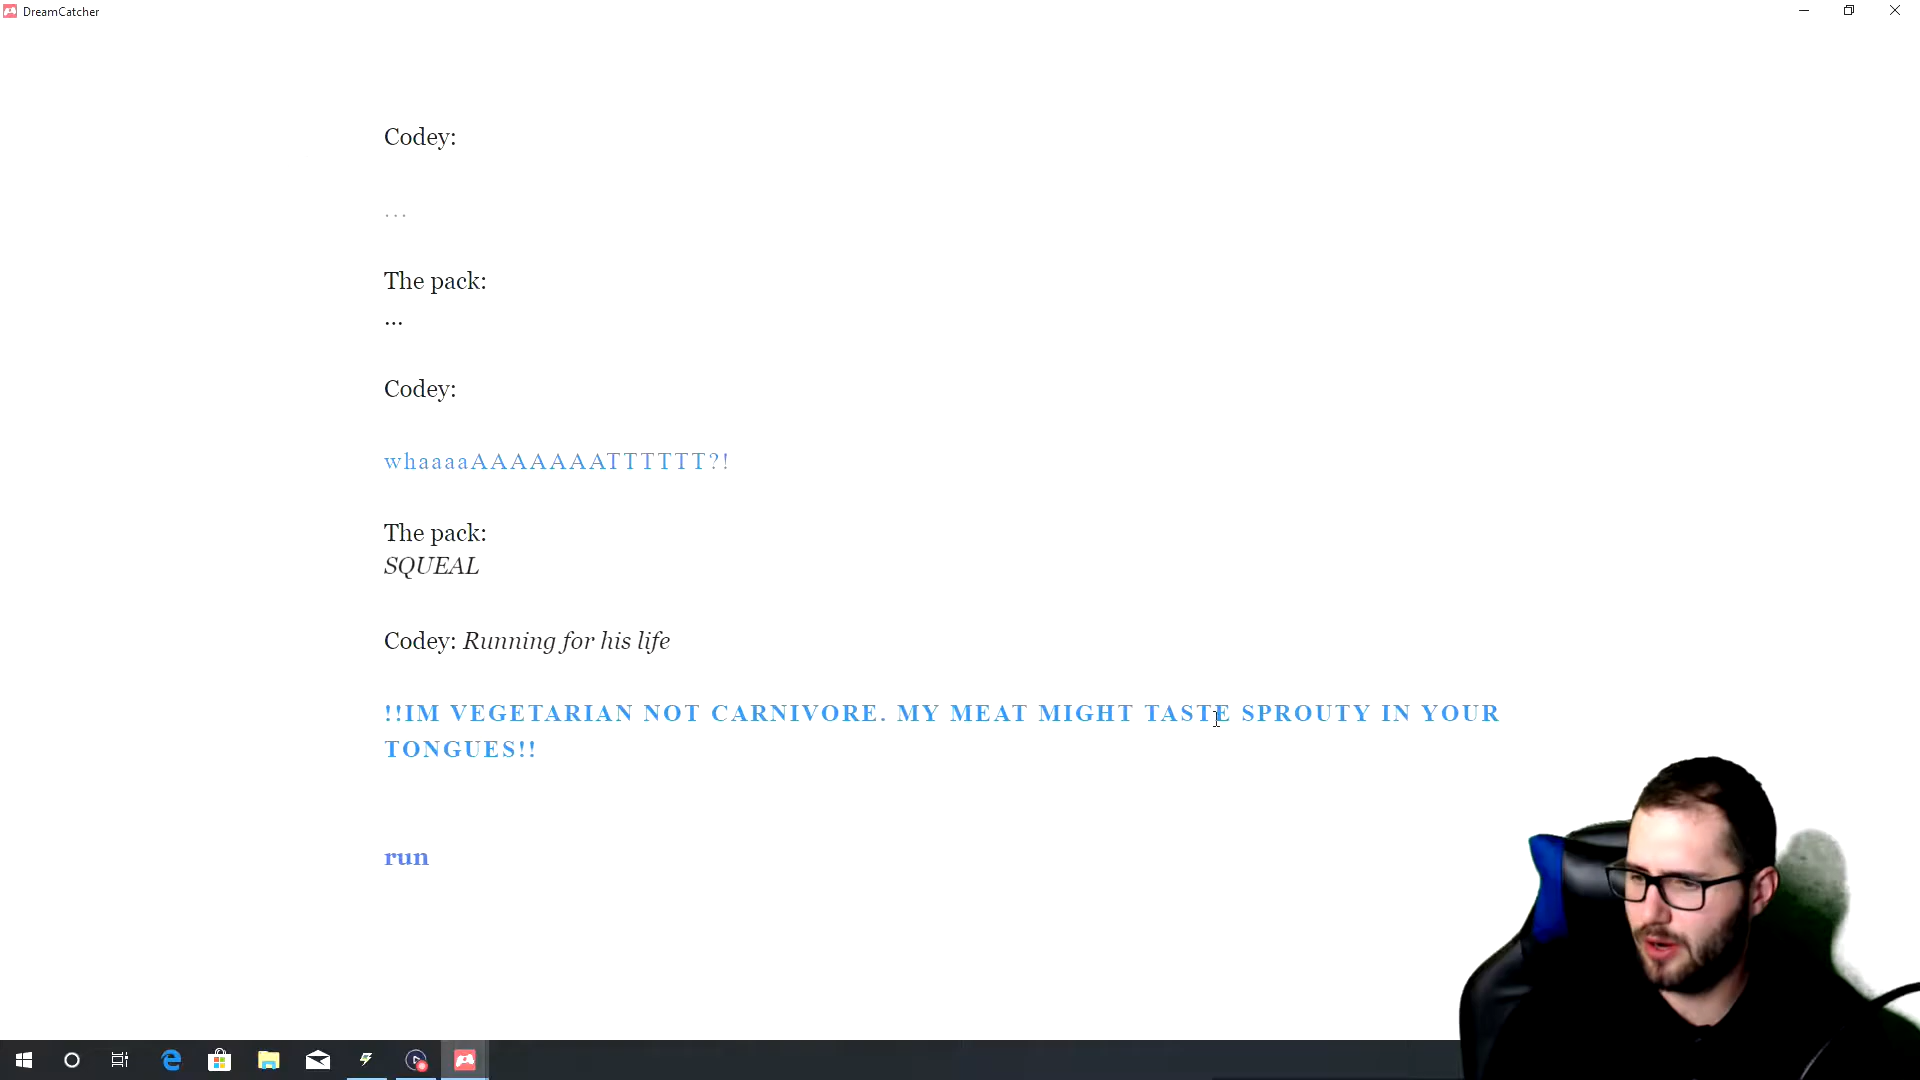 DreamCatcher
Codey:
...
The pack:
...
Codey:
whaaaaAAAAAAATTTTTT?!
The pack:
SQUEAL
Codey: Running for his life
!!IM VEGETARIAN NOT CARNIVORE. MY MEAT MIGHT TASTE SPROUTY IN YOUR
TONGUES!!
run